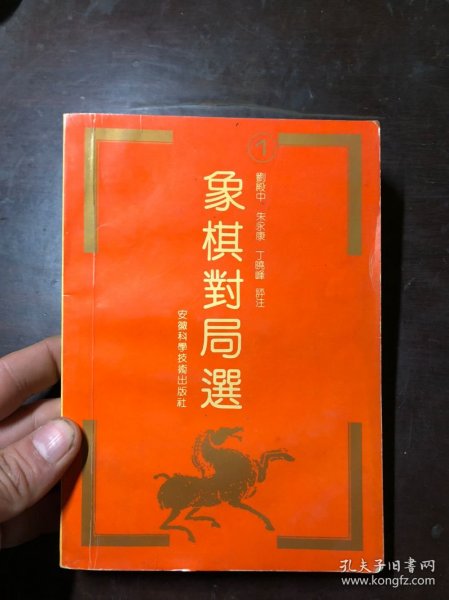 1
劉殿中 朱永康 丁曉峰 評注
象棋對局選
安徽科學技術出版社
孔夫子旧书网
www.kongfz.com